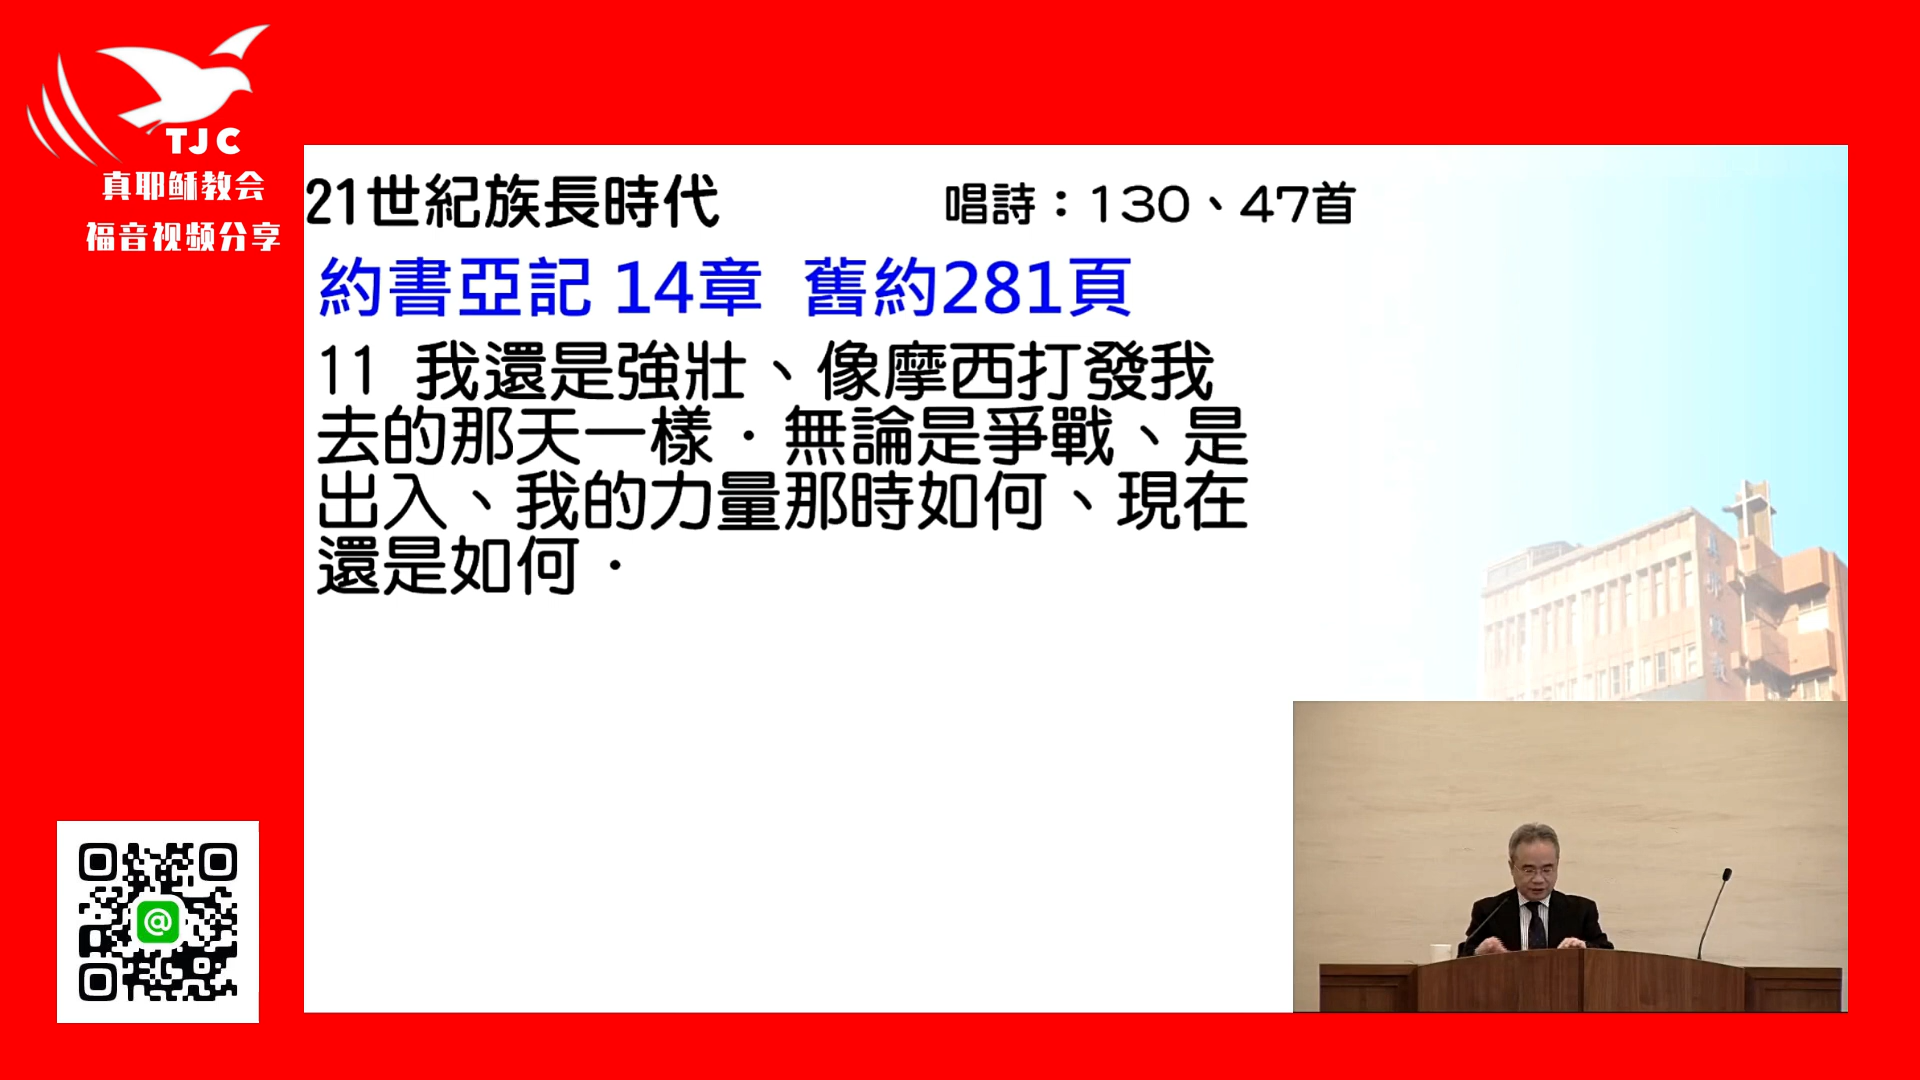 TJC
真耶稣教会
福音视频分享
21世紀族長時代
唱詩：130、47首
約書亞記 14章 舊約281頁
11 我還是強壯、像摩西打發我
去的那天一樣．無論是爭戰、是
出入、我的力量那時如何、現在
還是如何．